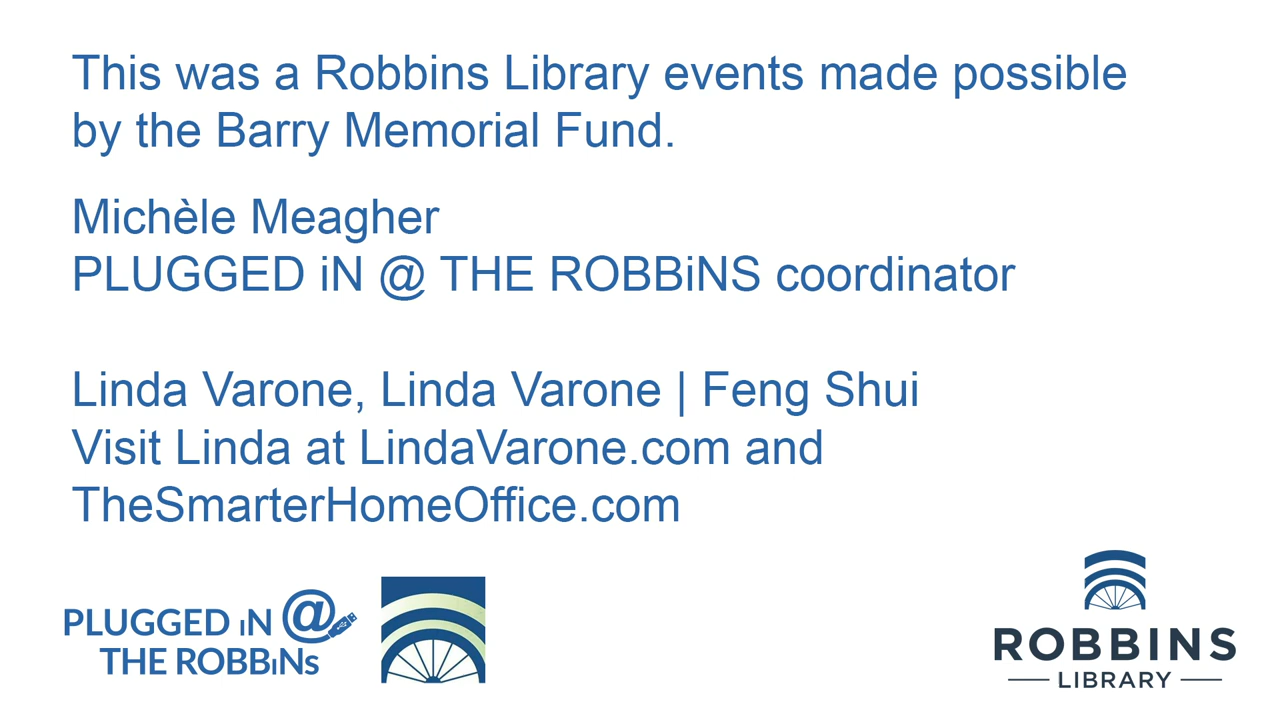 This was a Robbins Library events made possible
by the Barry Memorial Fund.
Michèle Meagher
PLUGGED iN @ THE ROBBiNS coordinator
Linda Varone, Linda Varone | Feng Shui
Visit Linda at LindaVarone.com and
TheSmarterHomeOffice.com
PLUGGED iN @
THE ROBBiNs
ROBBINS
LIBRARY